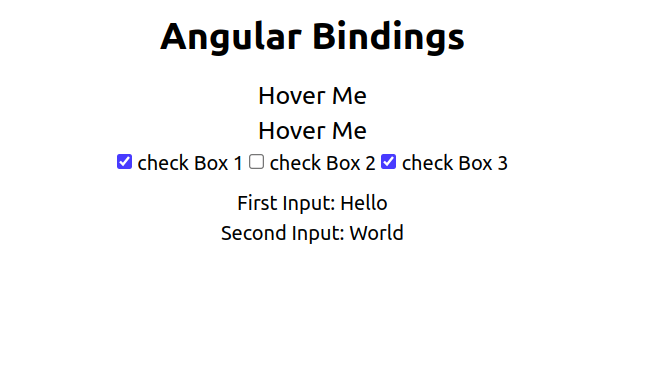 Angular Bindings
Hover Me
Hover Me
check Box 1 check Box 2 check Box 3
First Input: Hello
Second Input: World